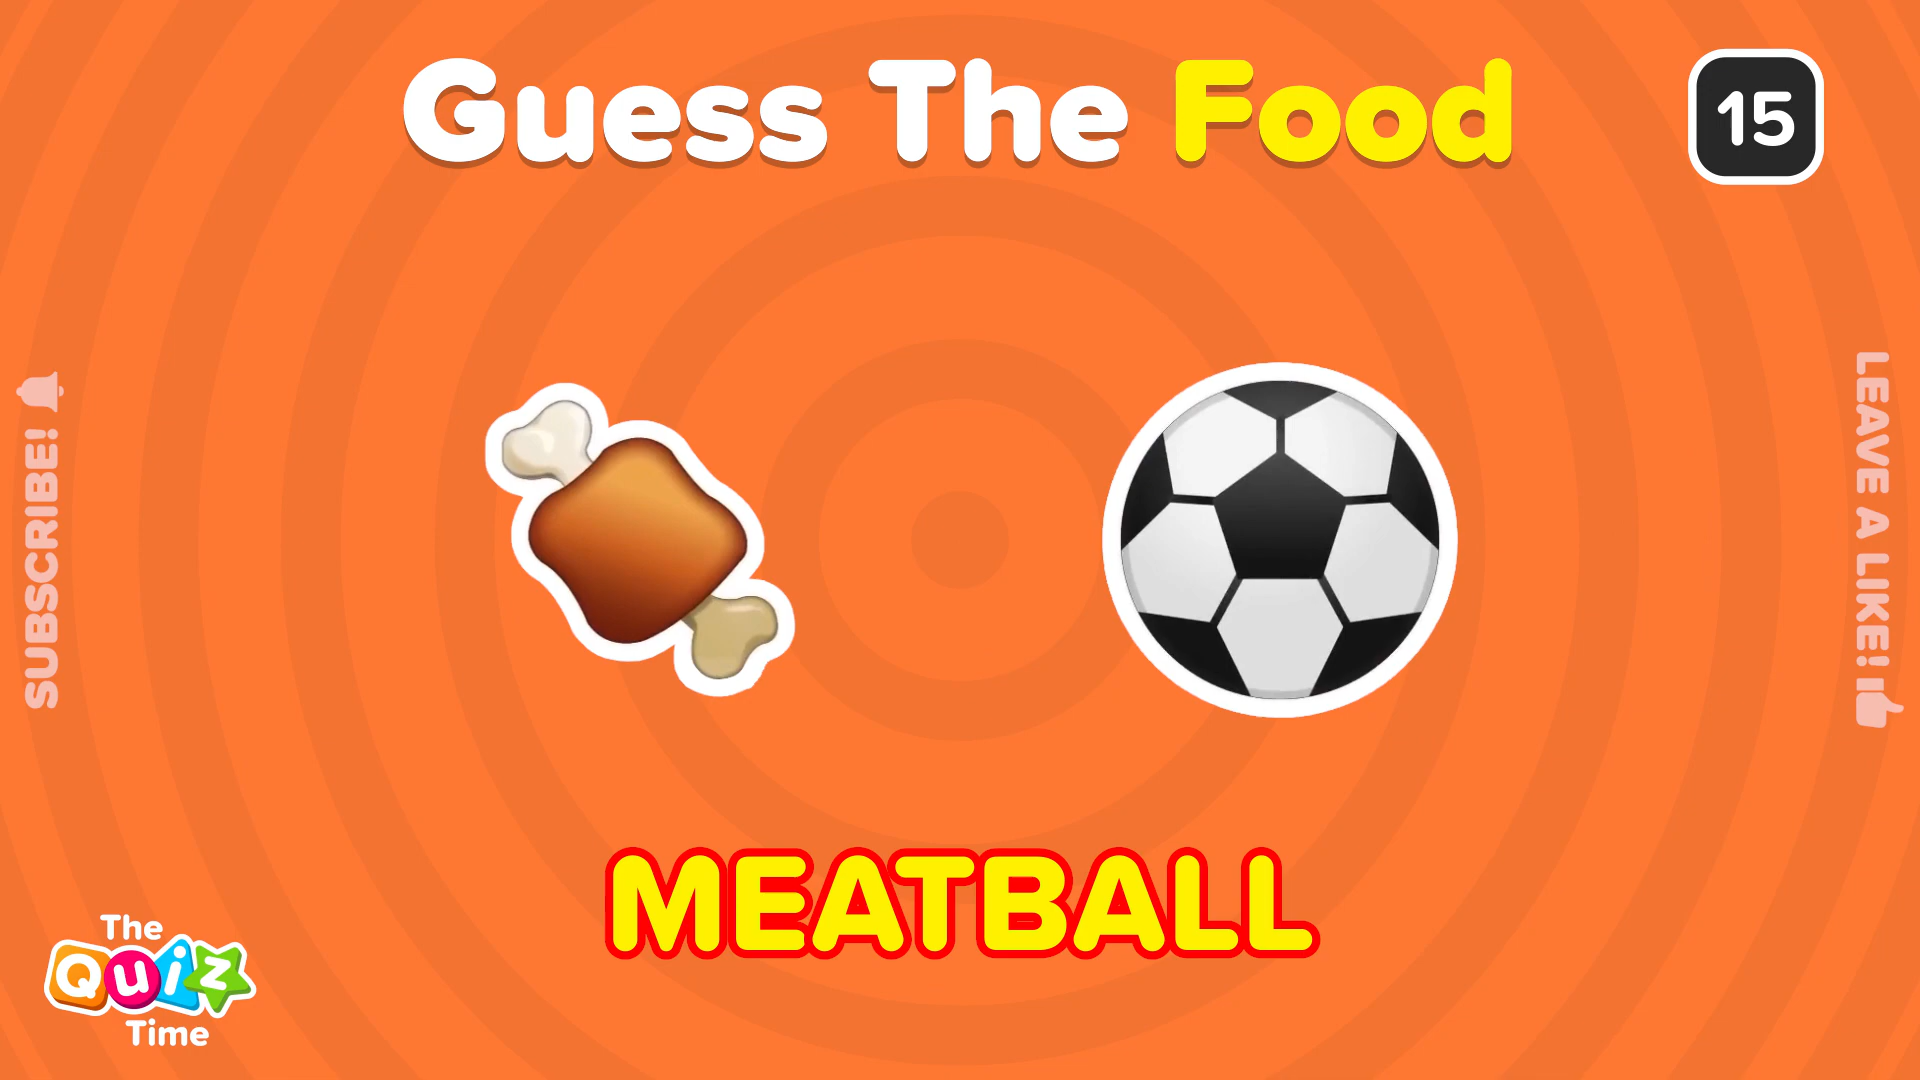 Guess The Food
15
SUBSCRIBE!
LEAVE A LIKE!
MEATBALL
The
Quiz
Time